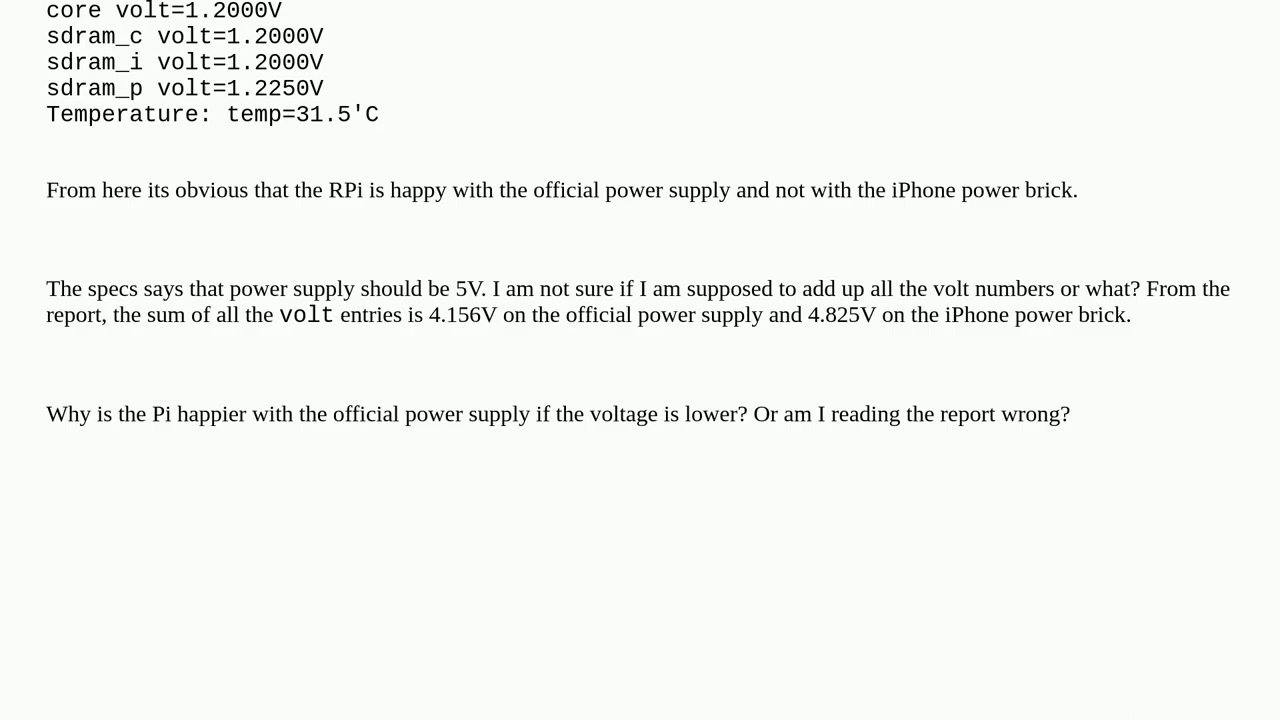 core volt=1.2000V
sdram_c volt=1.2000V
sdram_i volt=1.2000V
sdram_p volt=1.2250V
Temperature: temp=31.5'C
From here its obvious that the RPi is happy with the official power supply and not with the iPhone power brick.
The specs says that power supply should be 5V. I am not sure if I am supposed to add up all the volt numbers or what? From the
report, the sum of all the volt entries is 4.156V on the official power supply and 4.825V on the iPhone power brick.
Why is the Pi happier with the official power supply if the voltage is lower? Or am I reading the report wrong?